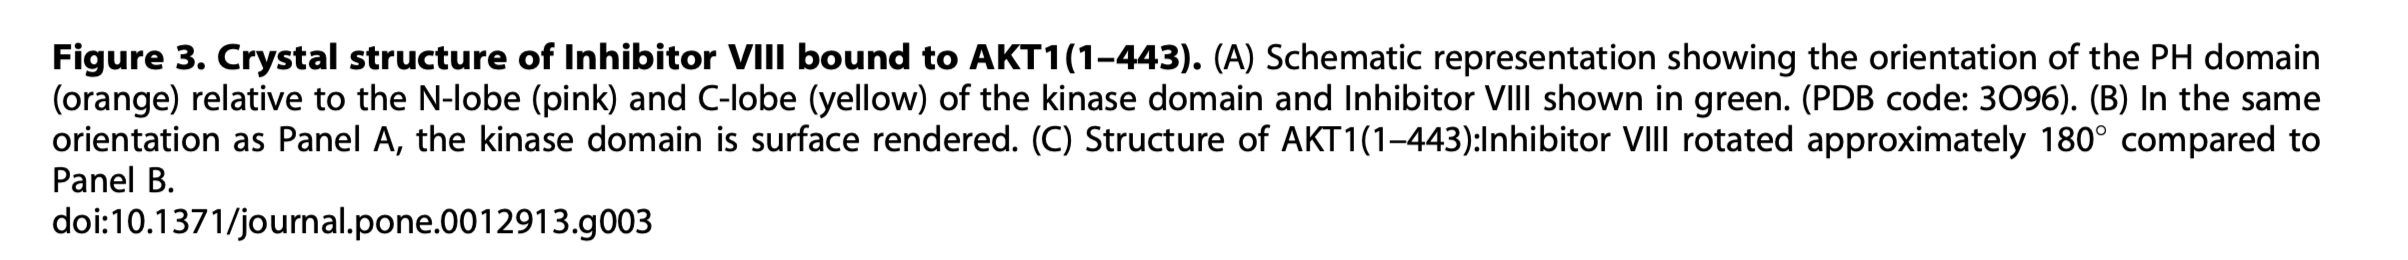 Figure 3. Crystal structure of Inhibitor VIII bound to AKT1(1–443). (A) Schematic representation showing the orientation of the PH domain
(orange) relative to the N-lobe (pink) and C-lobe (yellow) of the kinase domain and Inhibitor VIII shown in green. (PDB code: 3O96). (B) In the same
orientation as Panel A, the kinase domain is surface rendered. (C) Structure of AKT1(1–443):Inhibitor VIII rotated approximately 180° compared to
Panel B.
doi:10.1371/journal.pone.0012913.g003